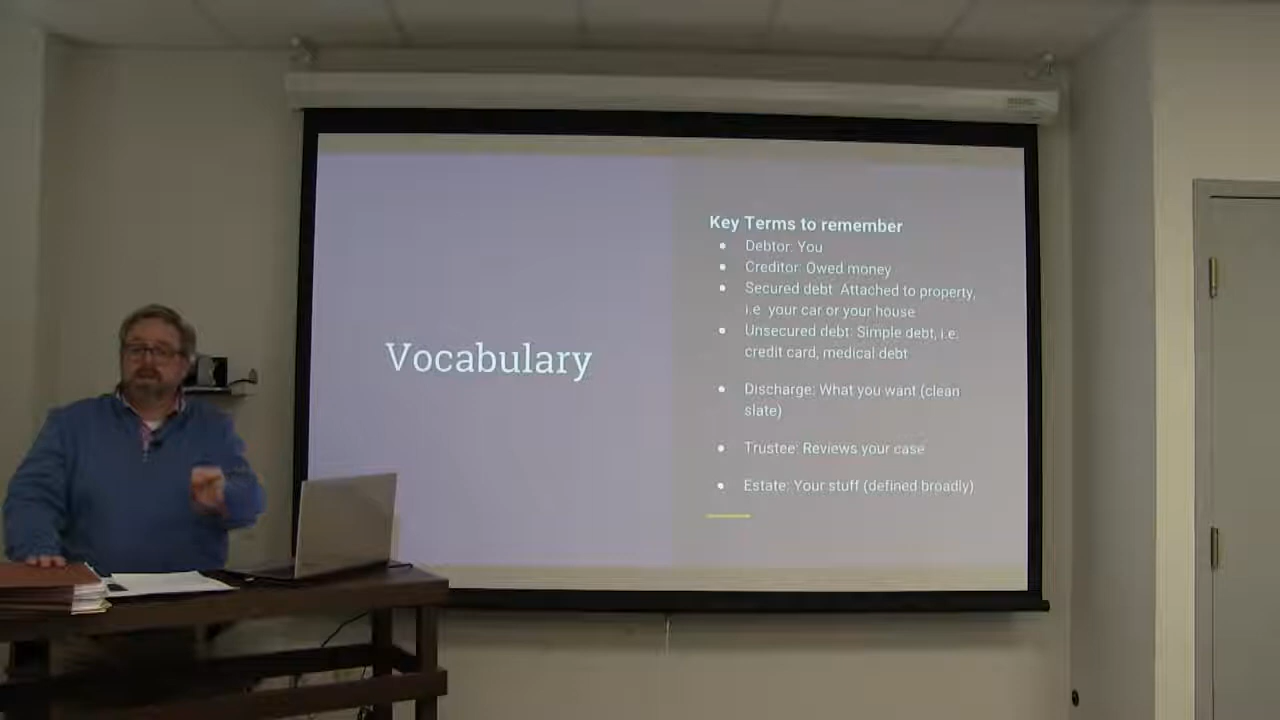 Vocabulary
Key Terms to remember
● Debtor: You
● Creditor: Owed money
● Secured debt: Attached to property,
i.e your car or your house
● Unsecured debt: Simple debt, i.e.
credit card, medical debt
● Discharge: What you want (clean
slate)
● Trustee: Reviews your case
● Estate: Your stuff (defined broadly)